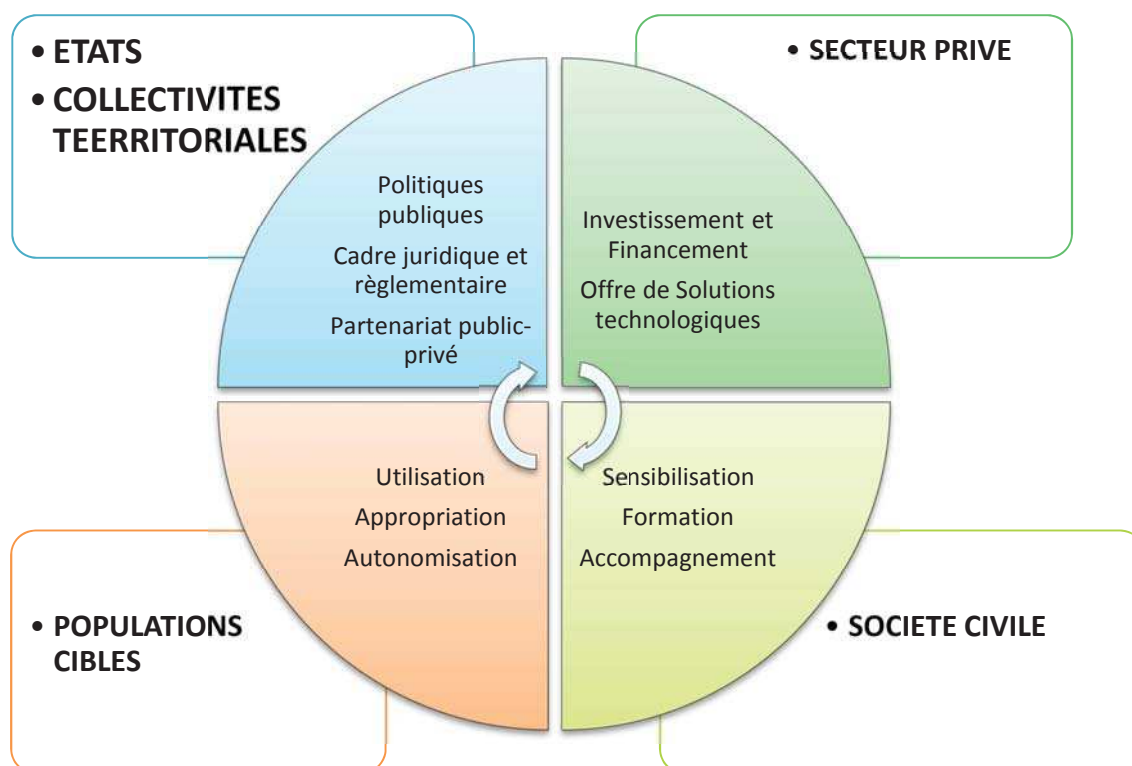 • ETATS
• COLLECTIVITES
TEERRITORIALES
• SECTEUR PRIVE
Politiques
publiques
Cadre juridique et
règlementaire
Partenariat public-
privé
Investissement et
Financement
Offre de Solutions
technologiques
Utilisation
Appropriation
Autonomisation
Sensibilisation
Formation
Accompagnement
• POPULATIONS
CIBLES
• SOCIETE CIVILE